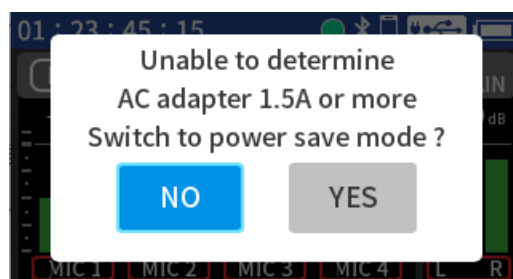 01 : 23 : 45 : 15
Unable to determine
AC adapter 1.5A or more
Switch to power save mode ?
dB
NO YES
MIC 1 MIC 2 MIC 3 MIC 4 L R